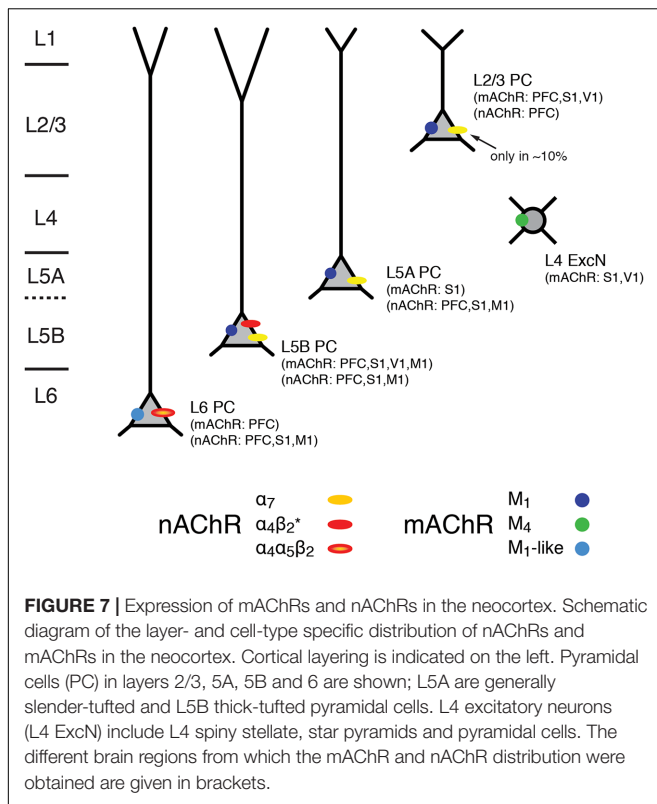 L1
L2/3
L4
L5A
L5B
L6
L2/3 PC
(mAChR: PFC,S1,V1)
(nAChR: PFC)
only in ~10%
L4 ExcN
(mAChR: S1,V1)
L5A PC
(mAChR: S1)
(nAChR: PFC,S1,M1)
L5B PC
(mAChR: PFC,S1,V1,M1)
(nAChR: PFC,S1,M1)
L6 PC
(mAChR: PFC)
(nAChR: PFC,S1,M1)
nAChR
α₇
α₄β₂*
α₄α₅β₂
mAChR
M₁
M₄
M₁-like
FIGURE 7 | Expression of mAChRs and nAChRs in the neocortex. Schematic
diagram of the layer- and cell-type specific distribution of nAChRs and
mAChRs in the neocortex. Cortical layering is indicated on the left. Pyramidal
cells (PC) in layers 2/3, 5A, 5B and 6 are shown; L5A are generally
slender-tufted and L5B thick-tufted pyramidal cells. L4 excitatory neurons
(L4 ExcN) include L4 spiny stellate, star pyramids and pyramidal cells. The
different brain regions from which the mAChR and nAChR distribution were
obtained are given in brackets.